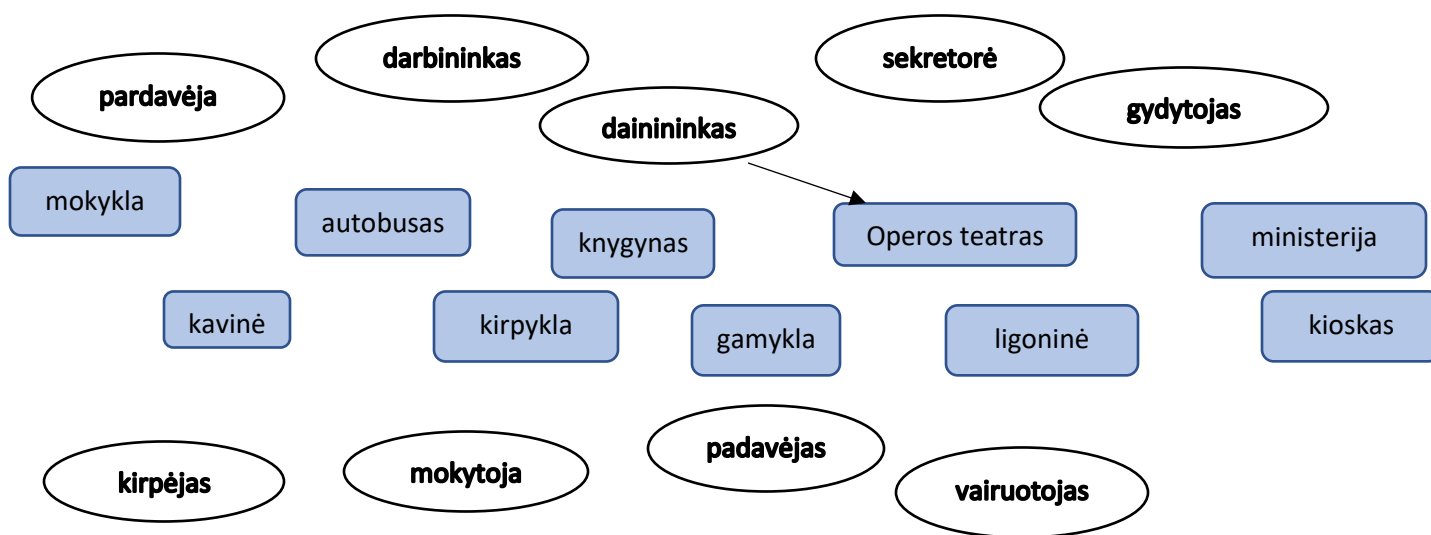 darbininkas
sekretorė
pardavėja
dainininkas
gydytojas
mokykla
autobusas
knygynas
Operos teatras
ministerija
kavinė
kirpykla
gamykla
ligoninė
kioskas
kirpėjas
mokytoja
padavėjas
vairuotojas